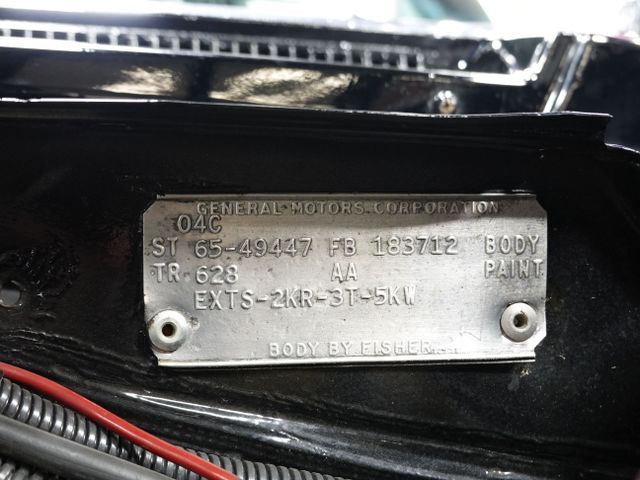 GENERAL MOTORS CORPORATION
04C
ST 65-49447 FB 183712 BODY
TR 628 AA PAINT
EXTS-2KR-3T-5KW
BODY BY FISHER